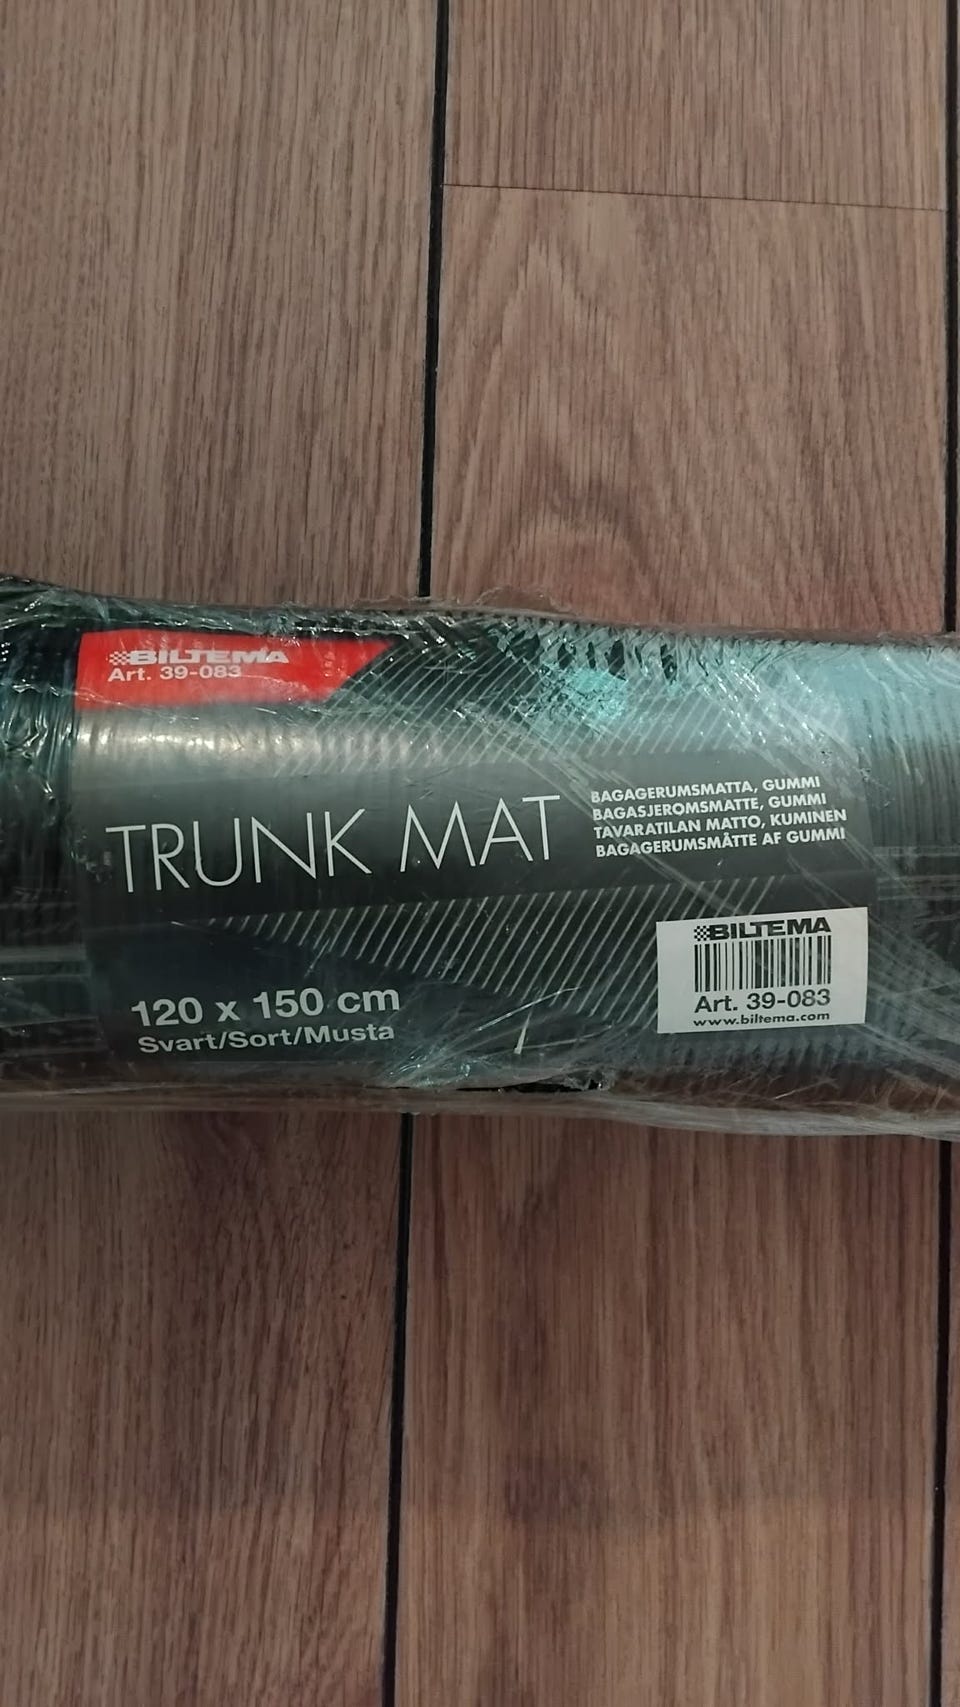 BILTEMA
Art. 39-083
TRUNK MAT
BAGAGERUMSMATTA, GUMMI
BAGASJEROMSMATTE, GUMMI
TAVARATILAN MATTO, KUMINEN
BAGAGERUMSMÅTTE AF GUMMI
120 x 150 cm
Svart/Sort/Musta
BILTEMA
Art. 39-083
www.biltema.com